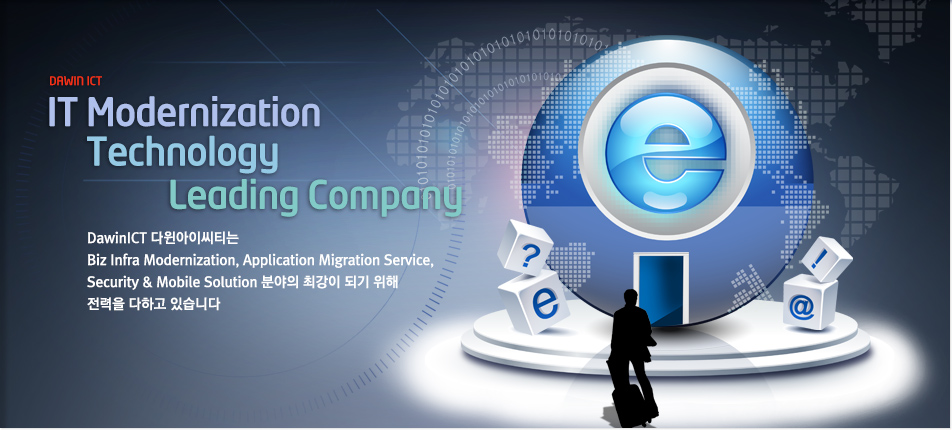 DAWIN ICT
IT Modernization
Technology
Leading Company
DawinICT 다윈아이씨티는
Biz Infra Modernization, Application Migration Service,
Security & Mobile Solution 분야의 최강이 되기 위해
전력을 다하고 있습니다
e
?
e
!
@